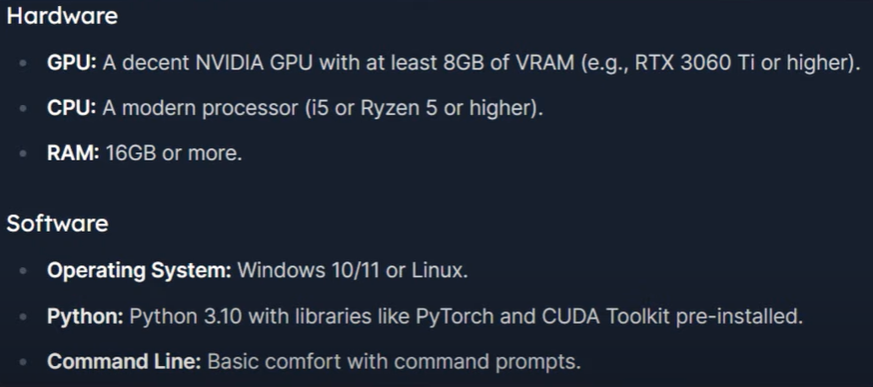 Hardware
GPU: A decent NVIDIA GPU with at least 8GB of VRAM (e.g., RTX 3060 Ti or higher).
CPU: A modern processor (i5 or Ryzen 5 or higher).
RAM: 16GB or more.
Software
Operating System: Windows 10/11 or Linux.
Python: Python 3.10 with libraries like PyTorch and CUDA Toolkit pre-installed.
Command Line: Basic comfort with command prompts.